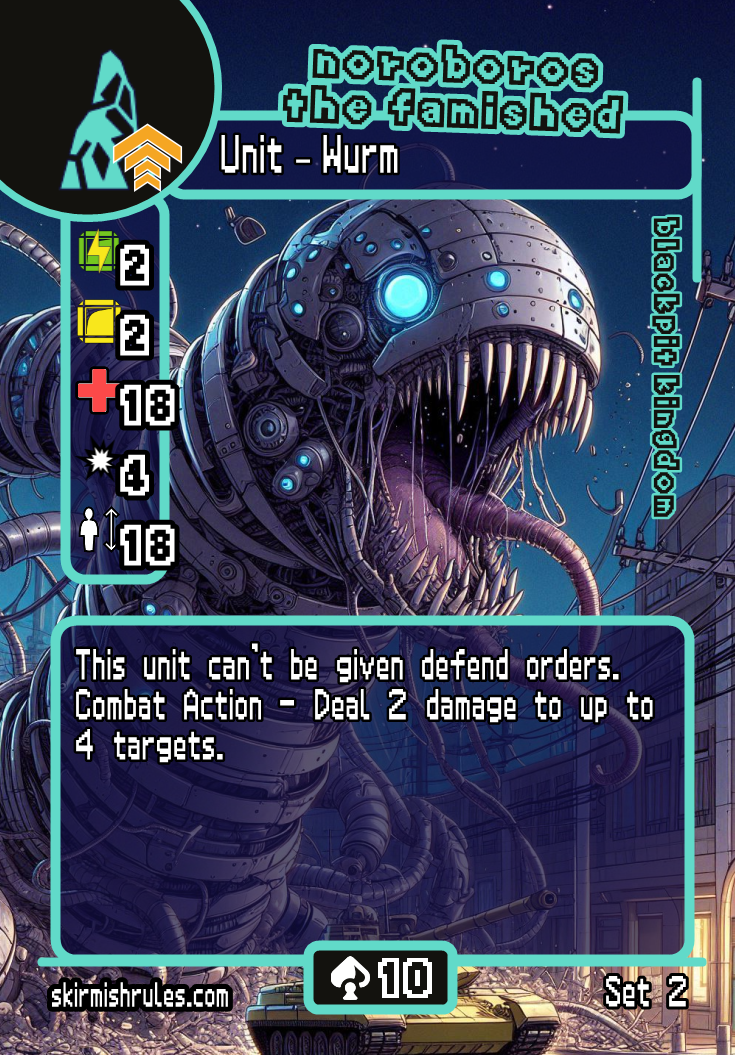 noroboros
the famished
Unit - Wurm
blackpit kingdom
2
2
18
4
18
This unit can't be given defend orders.
Combat Action - Deal 2 damage to up to
4 targets.
♠10
skirmishrules.com
Set 2